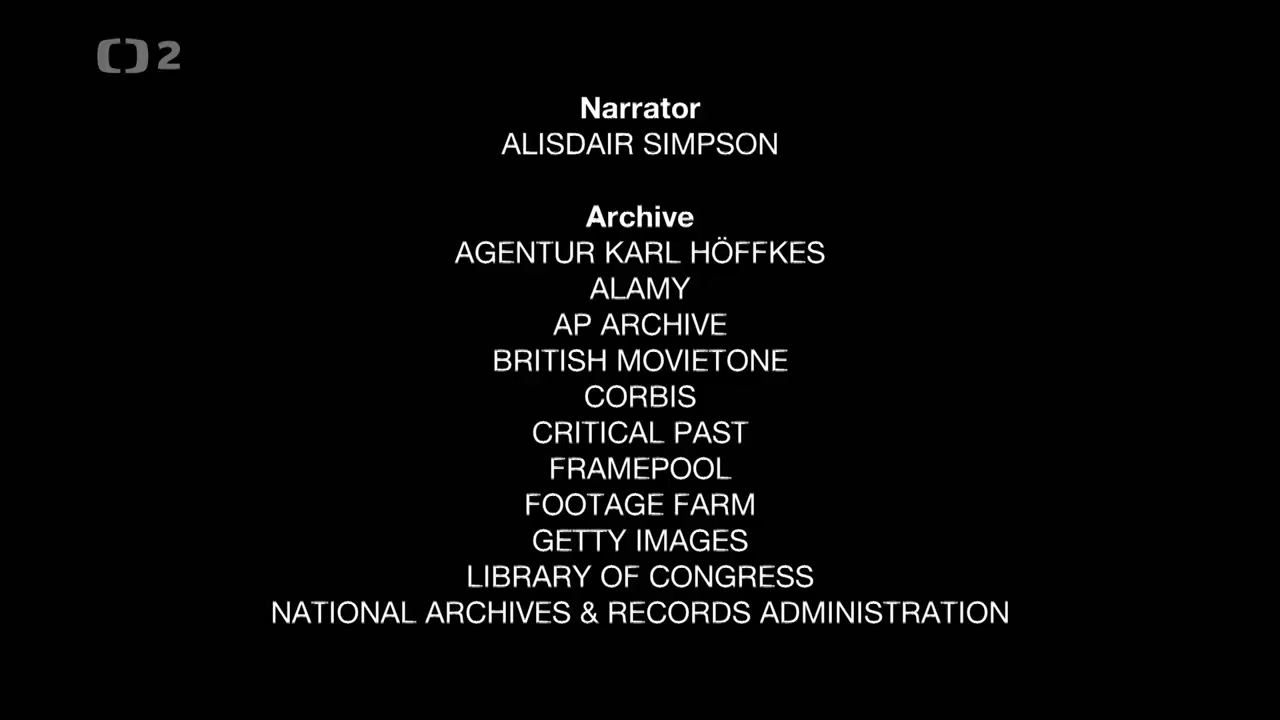 2
Narrator
ALISDAIR SIMPSON
Archive
AGENTUR KARL HÖFFKES
ALAMY
AP ARCHIVE
BRITISH MOVIETONE
CORBIS
CRITICAL PAST
FRAMEPOOL
FOOTAGE FARM
GETTY IMAGES
LIBRARY OF CONGRESS
NATIONAL ARCHIVES & RECORDS ADMINISTRATION